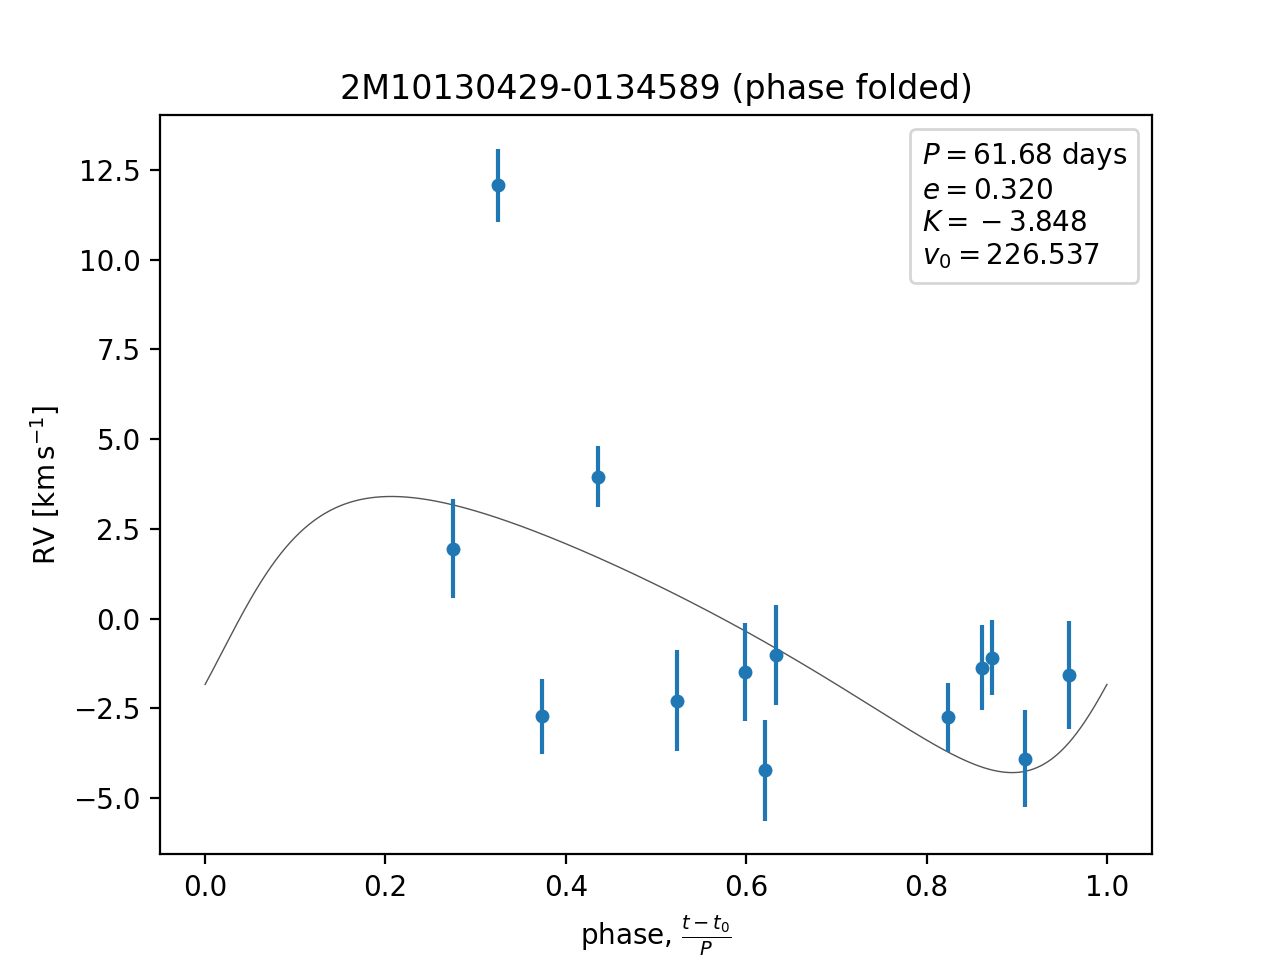 2M10130429-0134589 (phase folded)
P = 61.68 days
e = 0.320
K = −3.848
v₀ = 226.537
RV [km s⁻¹]
12.5
10.0
7.5
5.0
2.5
0.0
−2.5
−5.0
0.0 0.2 0.4 0.6 0.8 1.0
phase, (t − t₀)/P